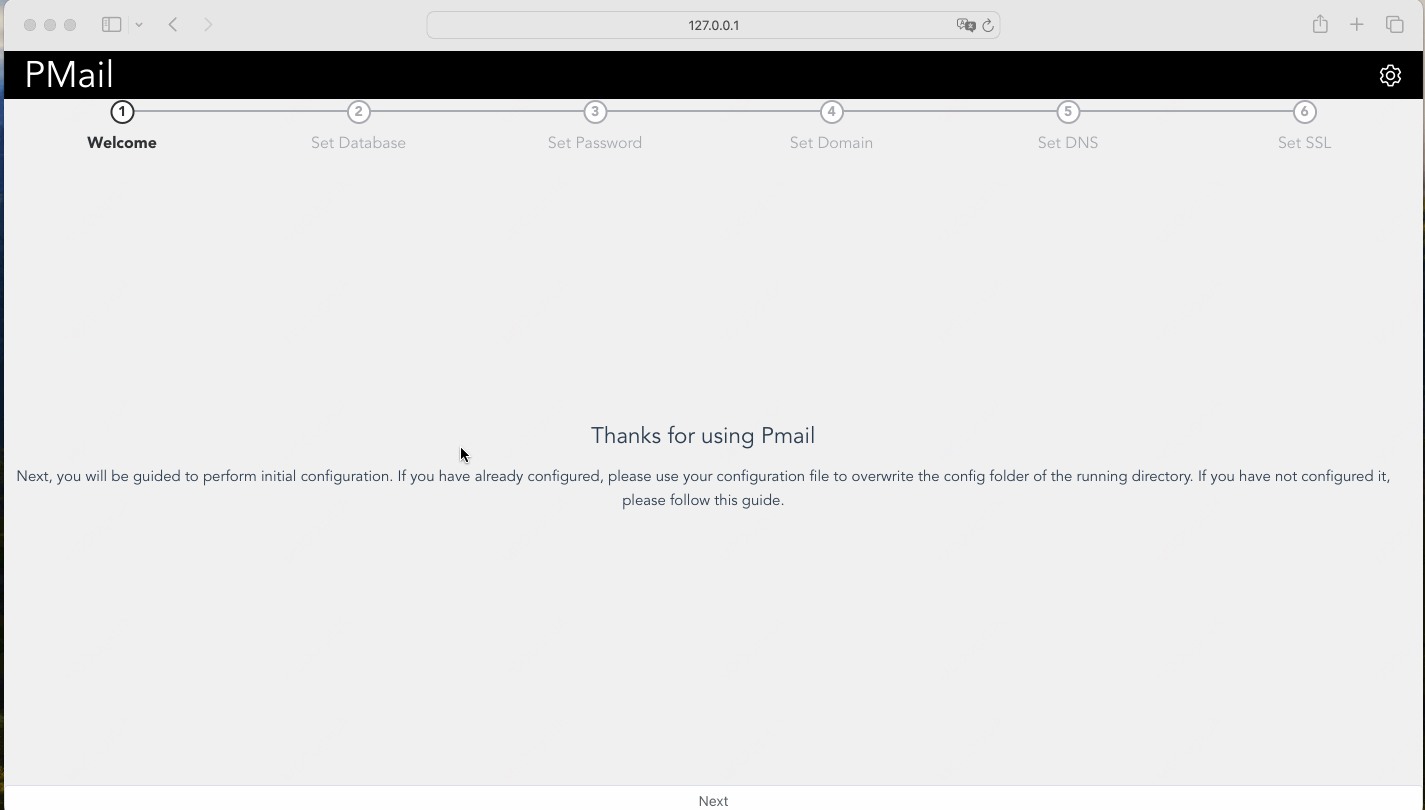 127.0.0.1
PMail
1 2 3 4 5 6
Welcome Set Database Set Password Set Domain Set DNS Set SSL
Thanks for using Pmail
Next, you will be guided to perform initial configuration. If you have already configured, please use your configuration file to overwrite the config folder of the running directory. If you have not configured it,
please follow this guide.
Next